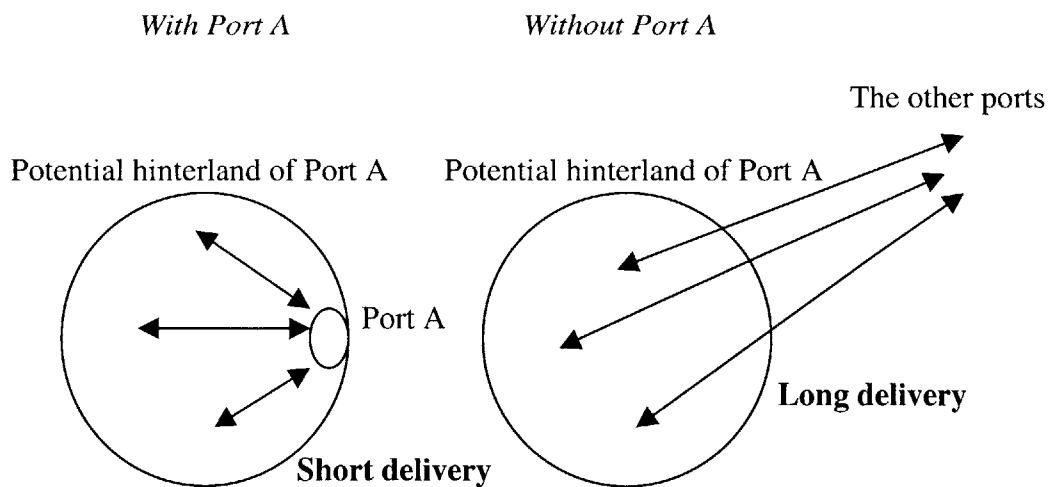 With Port A
Without Port A
The other ports
Potential hinterland of Port A
Potential hinterland of Port A
Port A
Long delivery
Short delivery